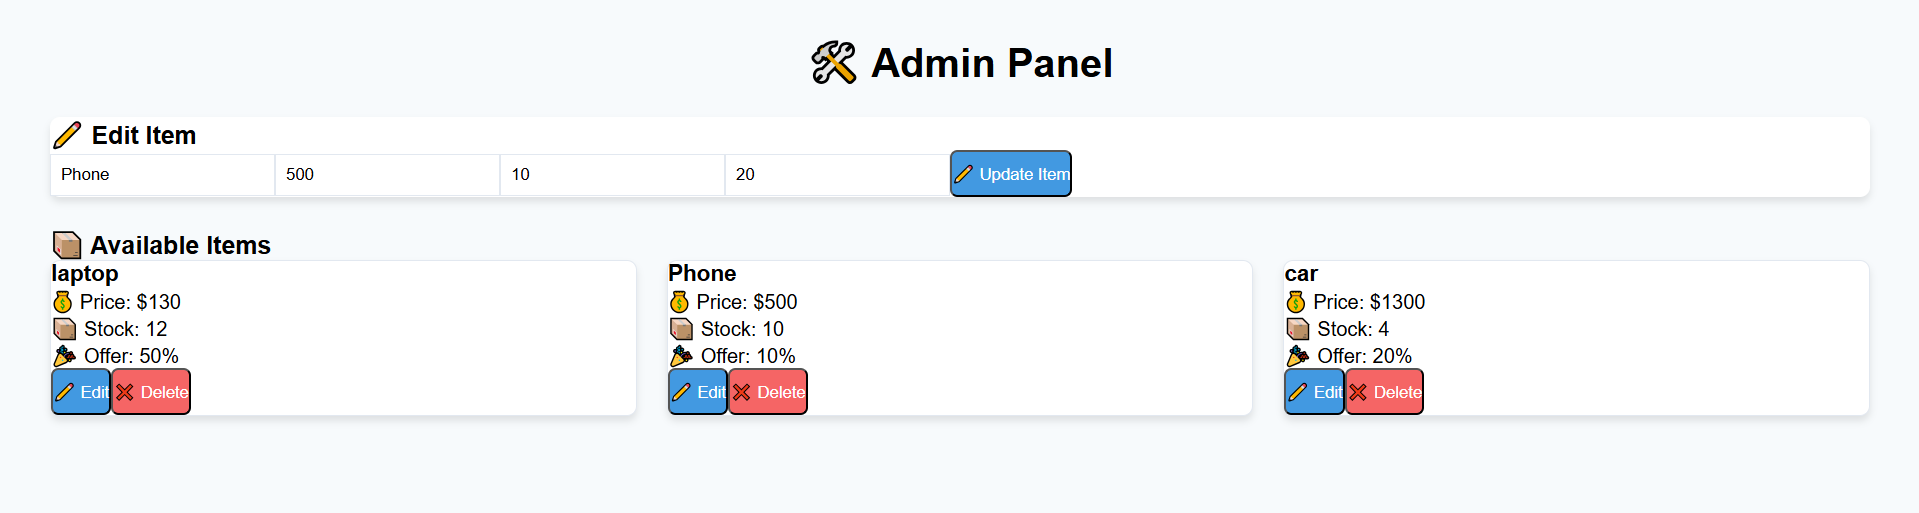 Admin Panel
Edit Item
Phone 500 10 20 Update Item
Available Items
laptop
Price: $130
Stock: 12
Offer: 50%
Edit Delete
Phone
Price: $500
Stock: 10
Offer: 10%
Edit Delete
car
Price: $1300
Stock: 4
Offer: 20%
Edit Delete